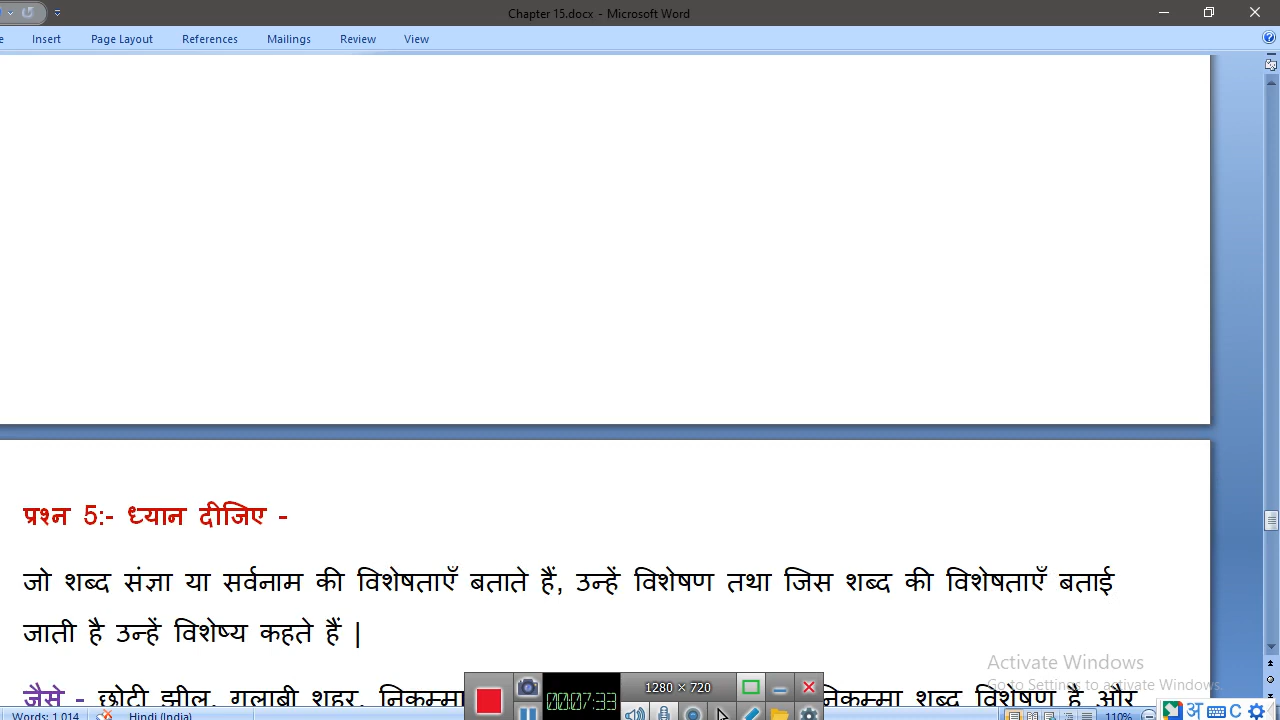 Chapter 15.docx - Microsoft Word
Insert Page Layout References Mailings Review View
प्रश्न 5:- ध्यान दीजिए -
जो शब्द संज्ञा या सर्वनाम की विशेषताएँ बताते हैं, उन्हें विशेषण तथा जिस शब्द की विशेषताएँ बताई
जाती है उन्हें विशेष्य कहते हैं |
Activate Windows
जैसे - छोटी झील, गुलाबी शहर, निकम्मा निकम्मा शब्द विशेषण है और
Go to Settings to activate Windows.
00:07:33
1280 × 720
Words: 1,014 Hindi (India) 110% अ C